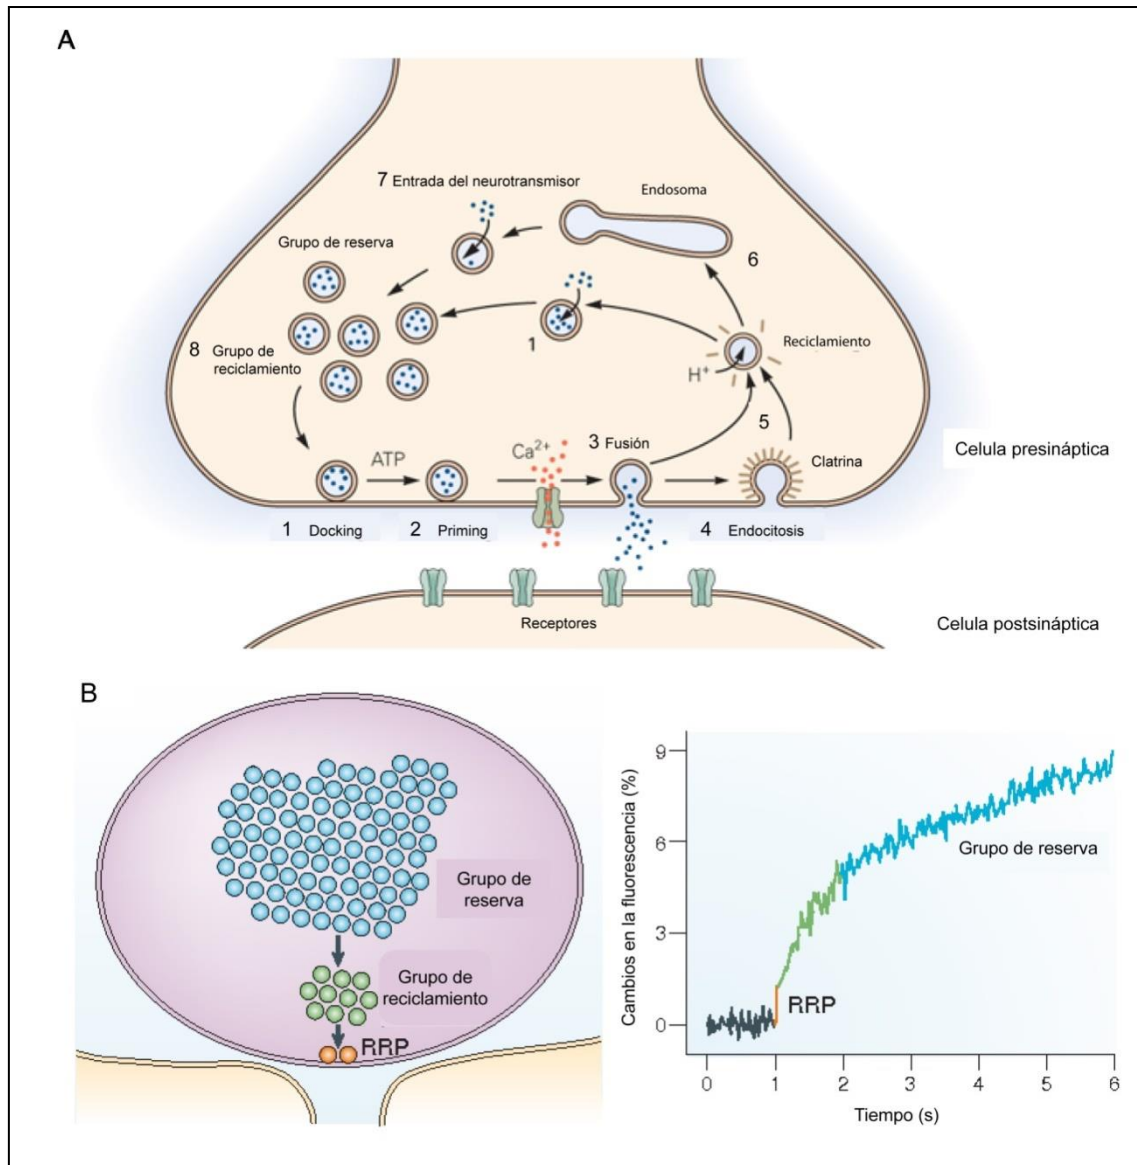 A
7 Entrada del neurotransmisor
Endosoma
Grupo de reserva
6
1
8 Grupo de
reciclamiento
Reciclamiento
H+
5
ATP
Ca2+
3 Fusión
Clatrina
Celula presináptica
1 Docking
2 Priming
4 Endocitosis
Receptores
Celula postsináptica
B
Grupo de
reserva
Grupo de
reciclamiento
RRP
Cambios en la fluorescencia (%)
9
6
3
0
Grupo de reserva
RRP
0 1 2 3 4 5 6
Tiempo (s)